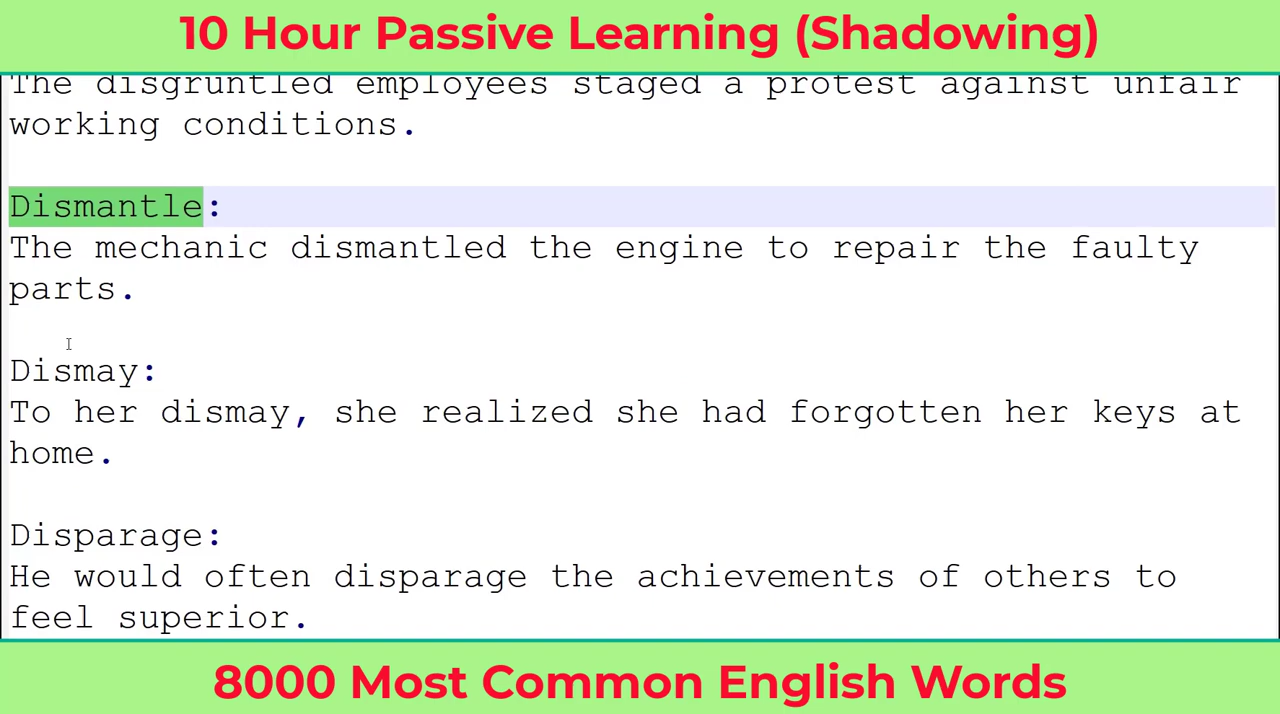 10 Hour Passive Learning (Shadowing)
The disgruntled employees staged a protest against unfair
working conditions.
Dismantle:
The mechanic dismantled the engine to repair the faulty
parts.
Dismay:
To her dismay, she realized she had forgotten her keys at
home.
Disparage:
He would often disparage the achievements of others to
feel superior.
8000 Most Common English Words